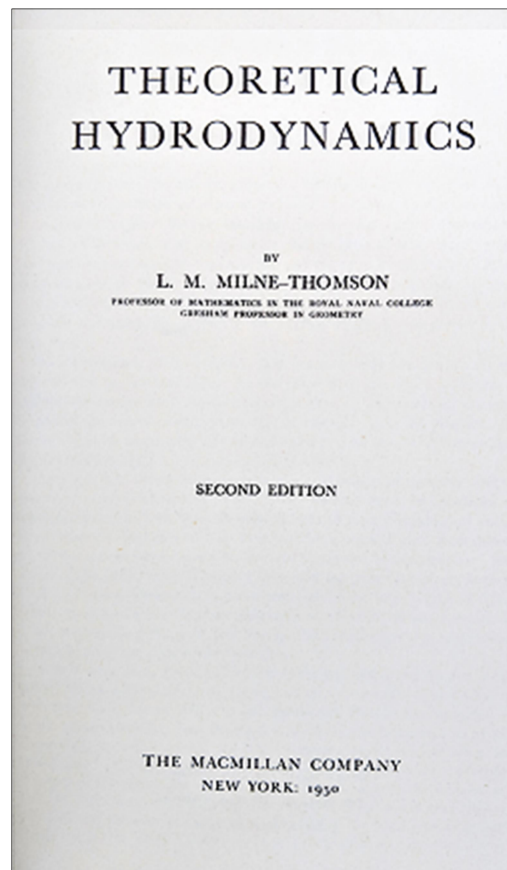 THEORETICAL
HYDRODYNAMICS
BY
L. M. MILNE-THOMSON
PROFESSOR OF MATHEMATICS IN THE ROYAL NAVAL COLLEGE
GRESHAM PROFESSOR IN GEOMETRY
SECOND EDITION
THE MACMILLAN COMPANY
NEW YORK: 1950